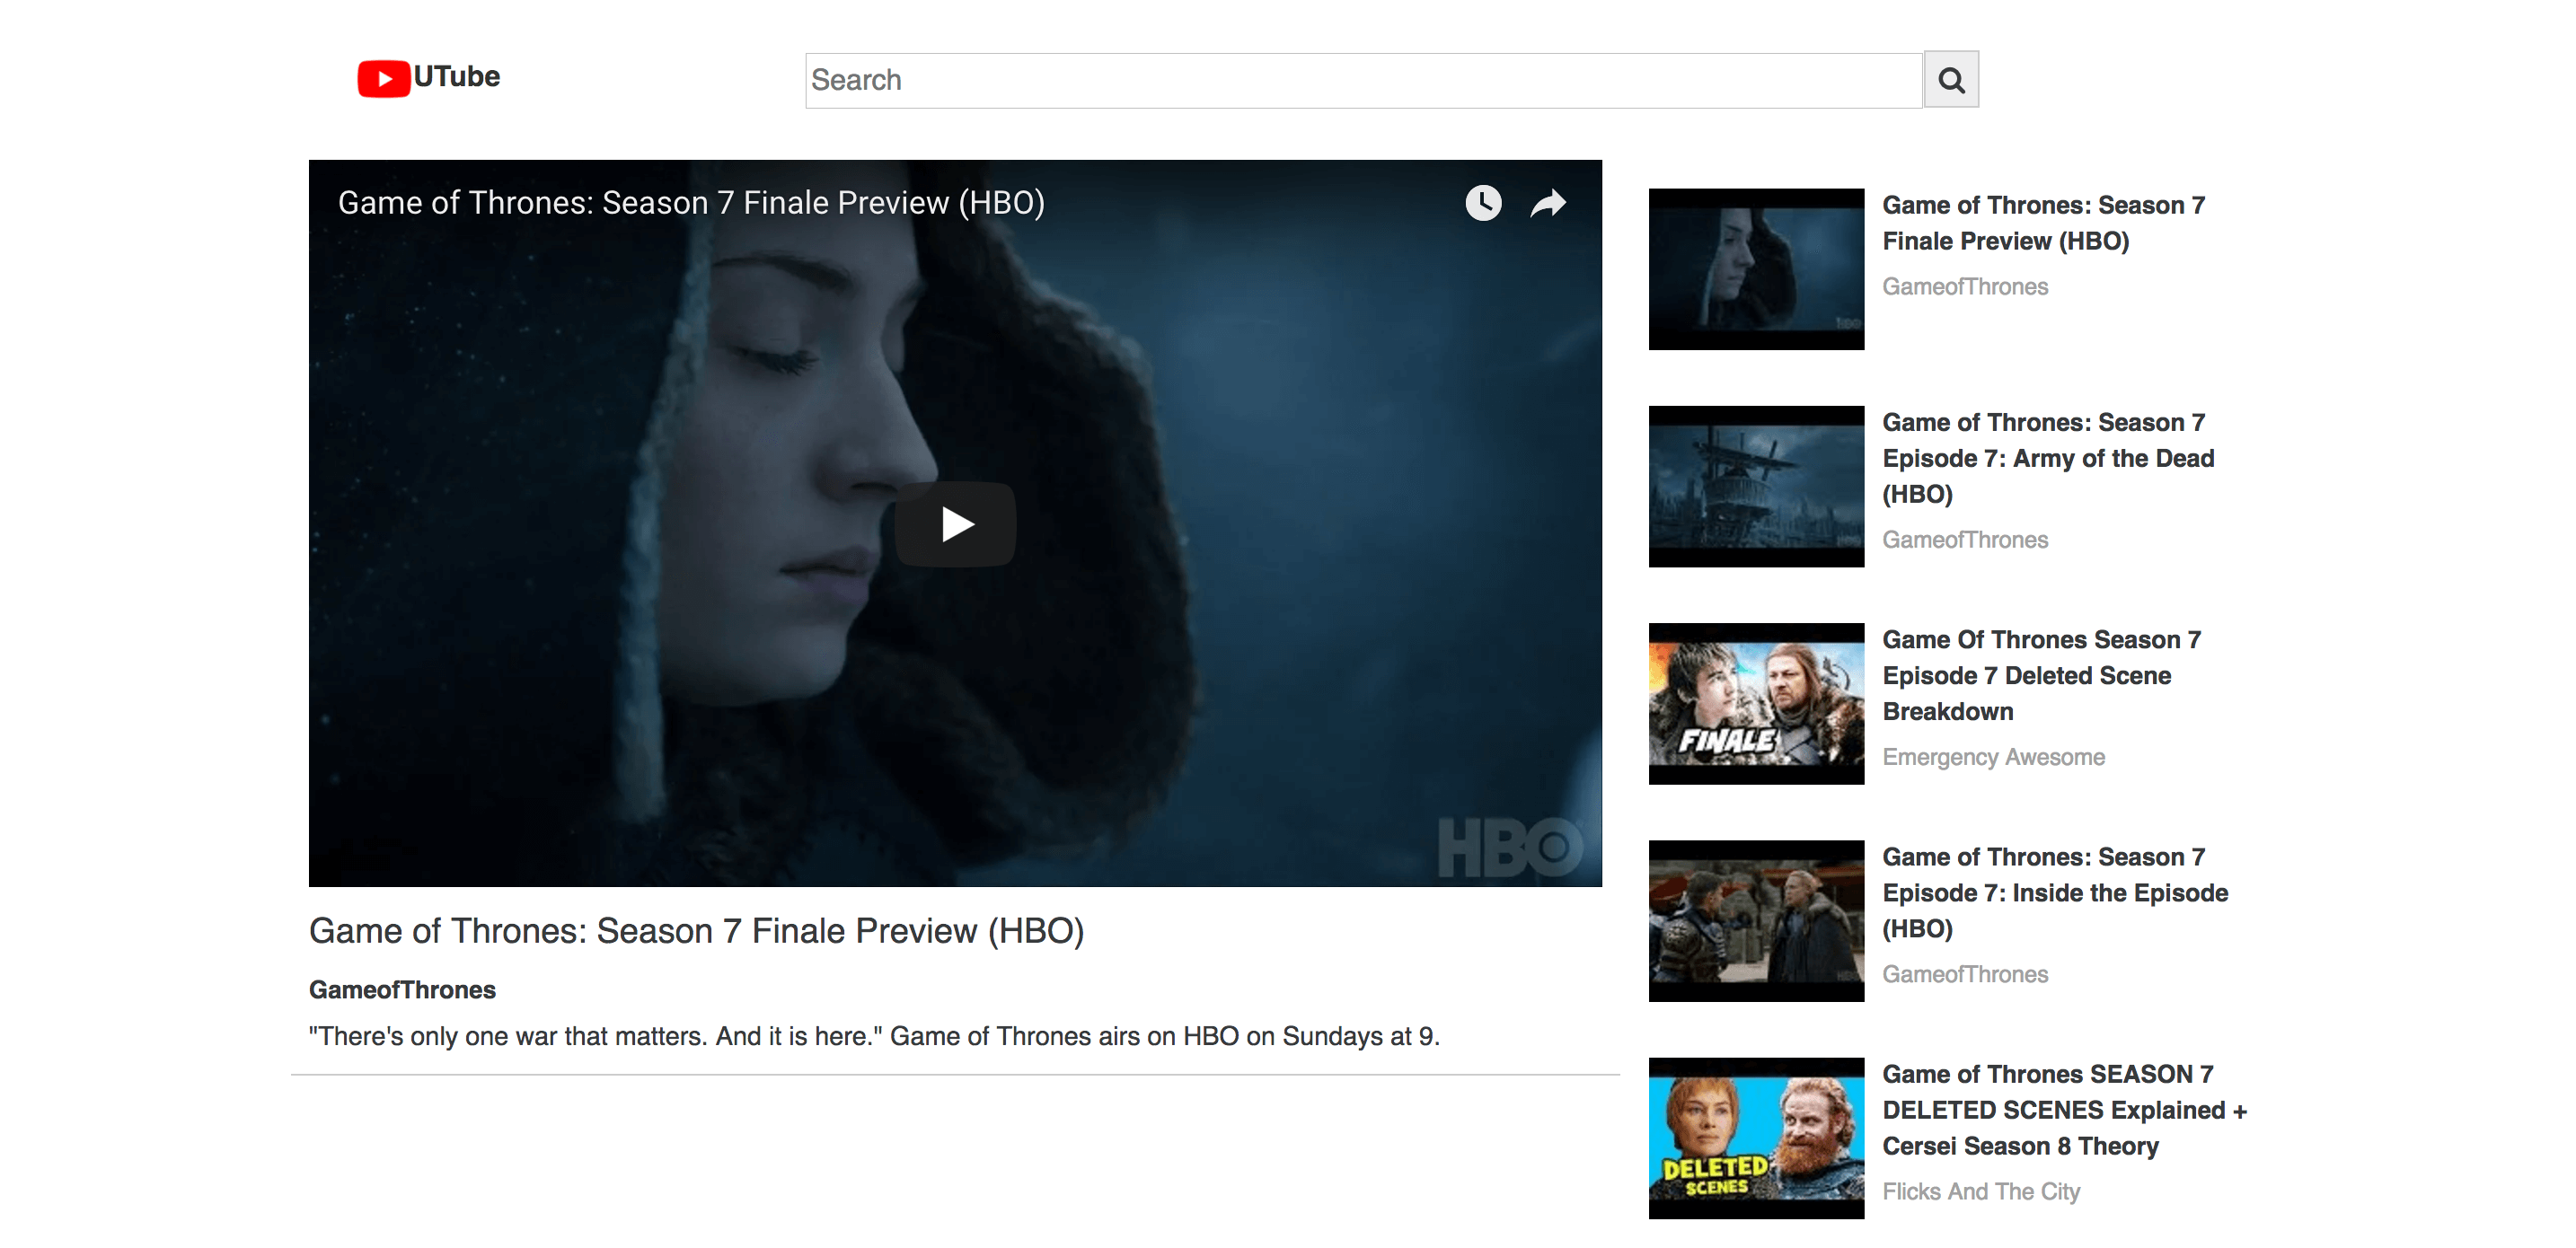 UTube
Search
Game of Thrones: Season 7 Finale Preview (HBO)
HBO
Game of Thrones: Season 7 Finale Preview (HBO)
GameofThrones
"There's only one war that matters. And it is here." Game of Thrones airs on HBO on Sundays at 9.
Game of Thrones: Season 7
Finale Preview (HBO)
GameofThrones
HBO
Game of Thrones: Season 7
Episode 7: Army of the Dead
(HBO)
GameofThrones
HBO
Game Of Thrones Season 7
Episode 7 Deleted Scene
Breakdown
Emergency Awesome
FINALE
Game of Thrones: Season 7
Episode 7: Inside the Episode
(HBO)
GameofThrones
HBO
Game of Thrones SEASON 7
DELETED SCENES Explained +
Cersei Season 8 Theory
Flicks And The City
DELETED
SCENES